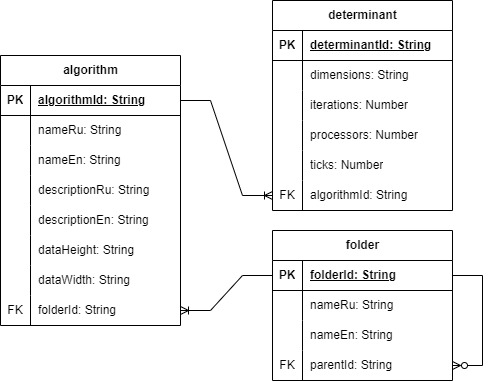 algorithm
PK algorithmId: String
nameRu: String
nameEn: String
descriptionRu: String
descriptionEn: String
dataHeight: String
dataWidth: String
FK folderId: String
determinant
PK determinantId: String
dimensions: String
iterations: Number
processors: Number
ticks: Number
FK algorithmId: String
folder
PK folderId: String
nameRu: String
nameEn: String
FK parentId: String